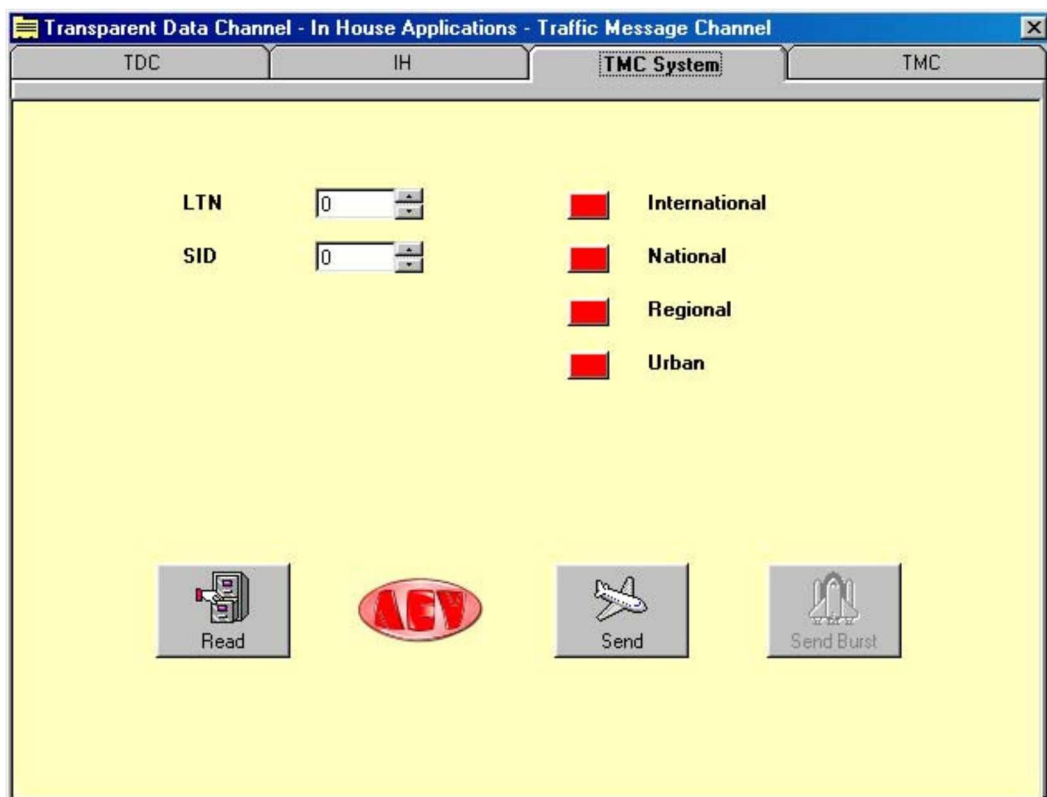 Transparent Data Channel - In House Applications - Traffic Message Channel
TDC IH TMC System TMC
LTN 0 International
SID 0 National
Regional
Urban
AEV
Read Send Send Burst